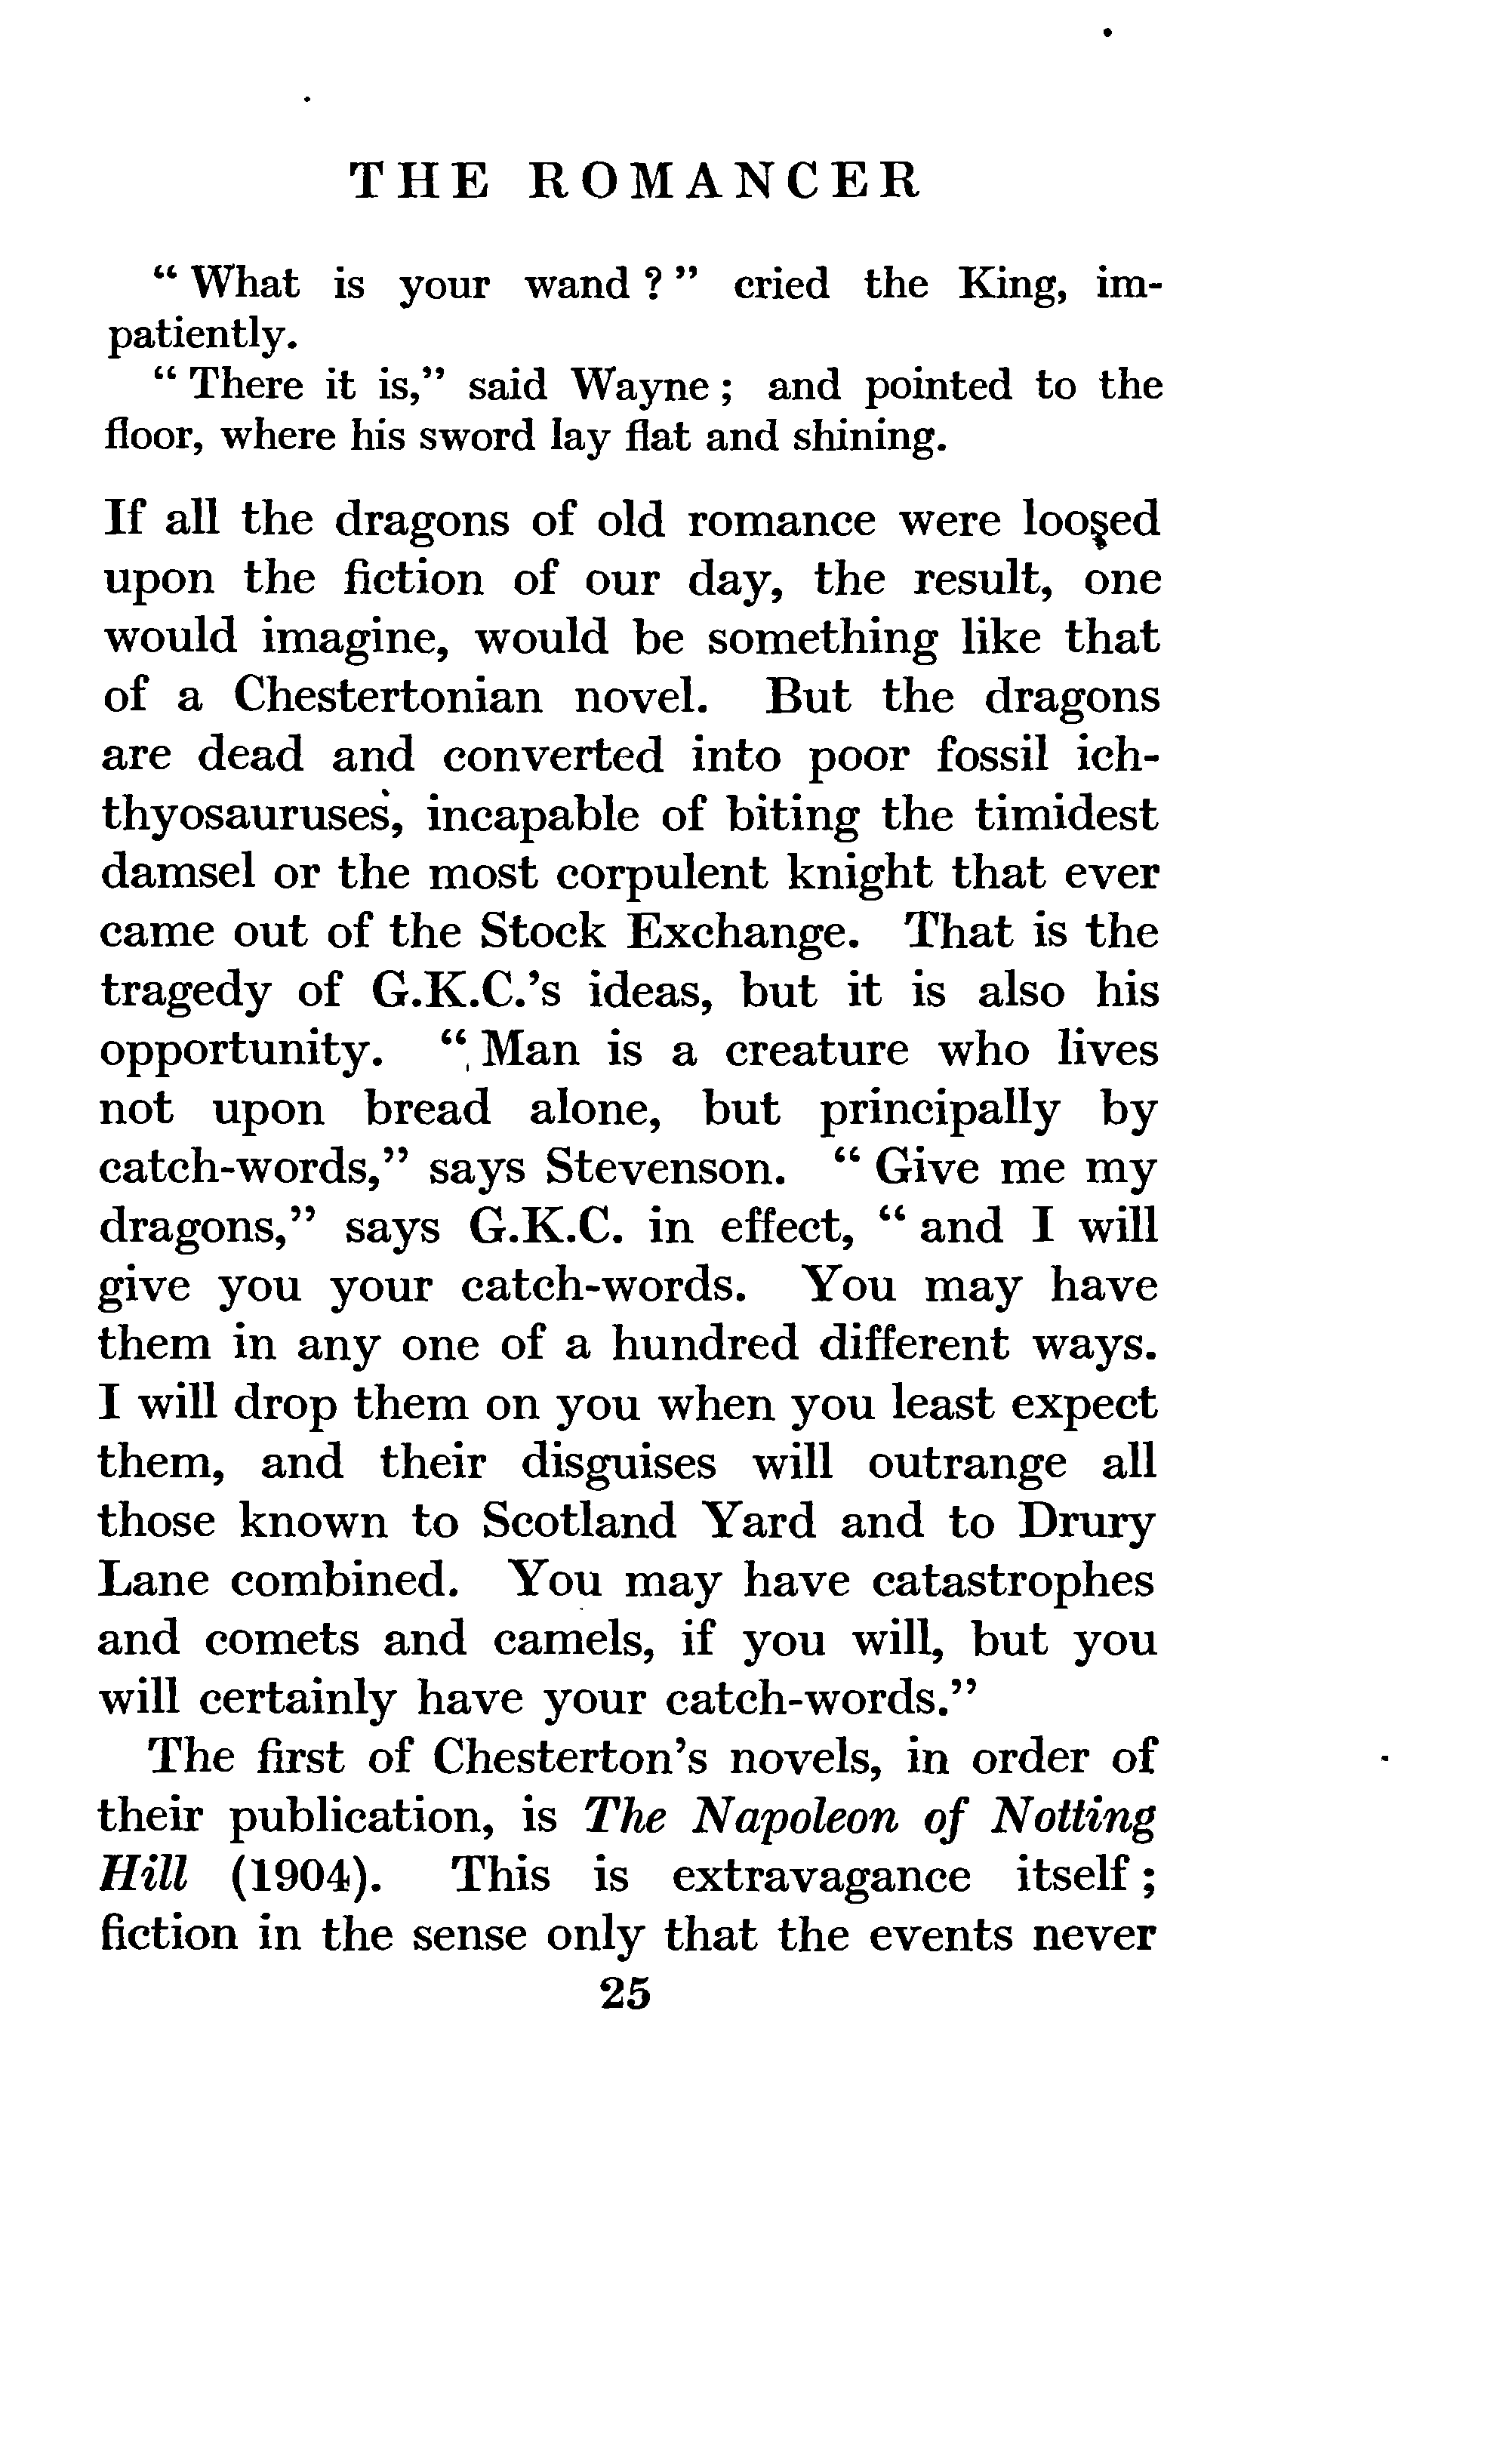 THE ROMANCER
“ What is your wand ? ” cried the King, im-
patiently.
“ There it is,” said Wayne ; and pointed to the
floor, where his sword lay flat and shining.
If all the dragons of old romance were loosed
upon the fiction of our day, the result, one
would imagine, would be something like that
of a Chestertonian novel. But the dragons
are dead and converted into poor fossil ich-
thyosauruses, incapable of biting the timidest
damsel or the most corpulent knight that ever
came out of the Stock Exchange. That is the
tragedy of G.K.C.’s ideas, but it is also his
opportunity. “ Man is a creature who lives
not upon bread alone, but principally by
catch-words,” says Stevenson. “ Give me my
dragons,” says G.K.C. in effect, “ and I will
give you your catch-words. You may have
them in any one of a hundred different ways.
I will drop them on you when you least expect
them, and their disguises will outrange all
those known to Scotland Yard and to Drury
Lane combined. You may have catastrophes
and comets and camels, if you will, but you
will certainly have your catch-words.”
The first of Chesterton’s novels, in order of
their publication, is The Napoleon of Notting
Hill (1904). This is extravagance itself ;
fiction in the sense only that the events never
25